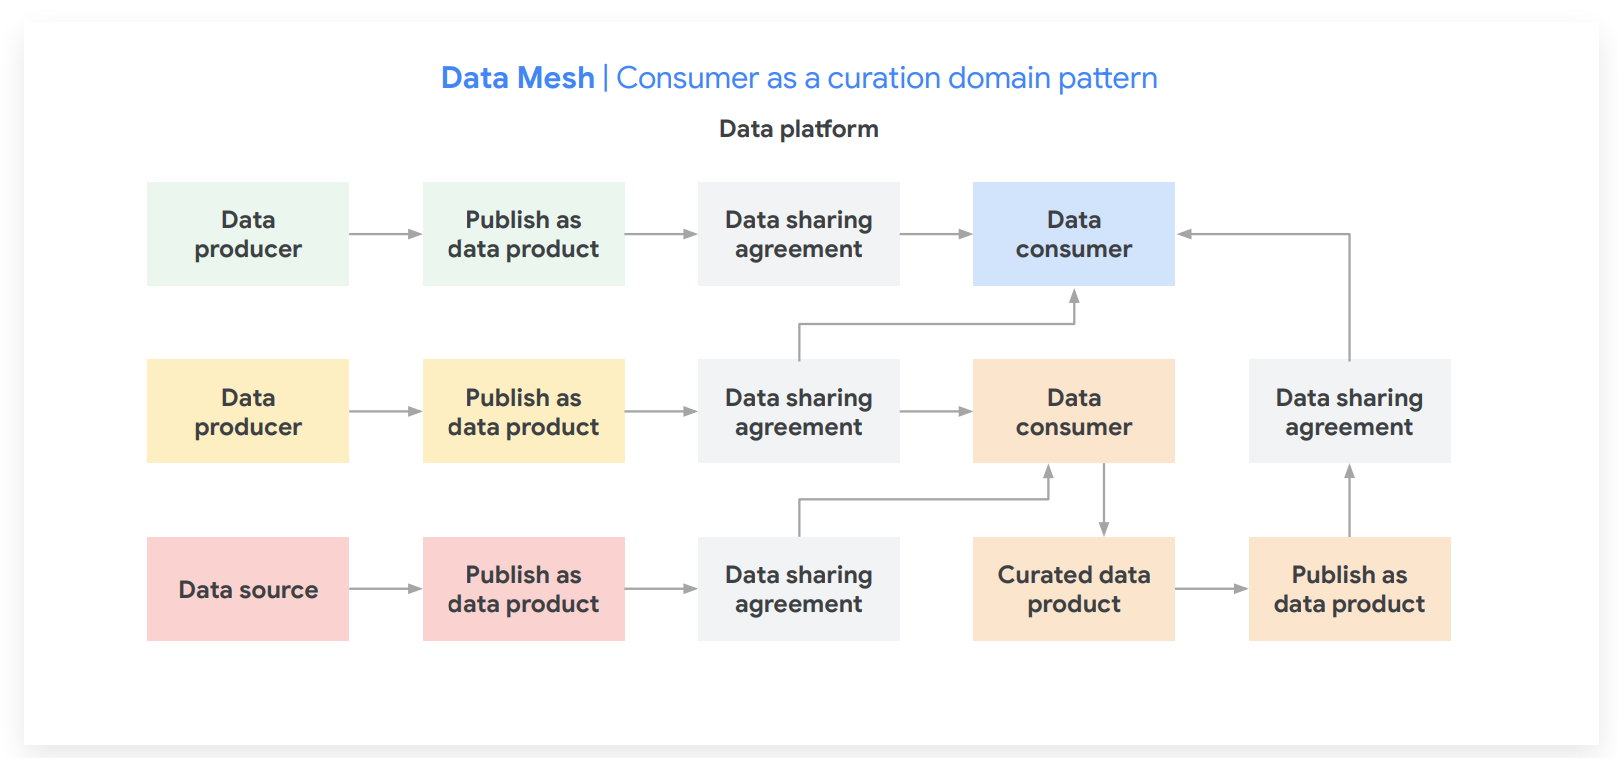 Data Mesh | Consumer as a curation domain pattern
Data platform
Data
producer
Publish as
data product
Data sharing
agreement
Data
consumer
Data
producer
Publish as
data product
Data sharing
agreement
Data
consumer
Data sharing
agreement
Data source
Publish as
data product
Data sharing
agreement
Curated data
product
Publish as
data product